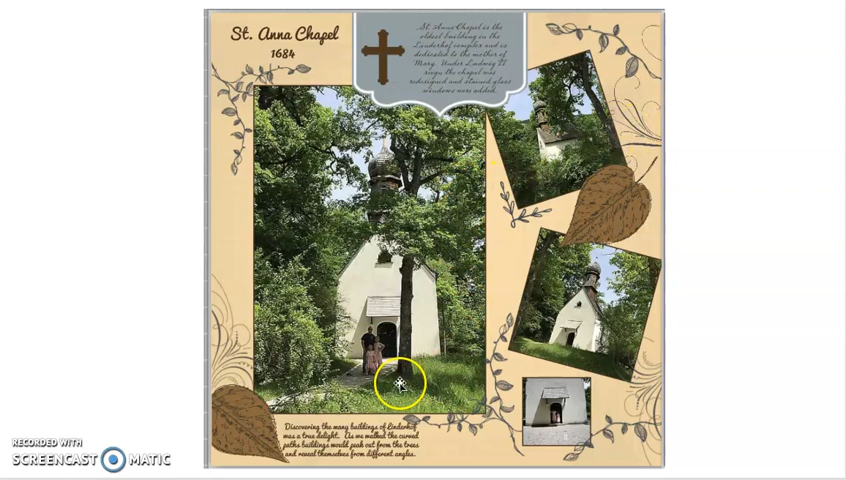 St. Anna Chapel
1684
St. Anna Chapel is the
oldest building on the
Linderhof complex and is
dedicated to the mother of
Mary. Under Ludwig II
reign the chapel was
redesigned and stained glass
windows were added.
Discovering the many buildings of Linderhof
was a true delight. As we walked the curved
paths buildings would peak out from the trees
and reveal themselves from different angles.
RECORDED WITH
SCREENCAST MATIC